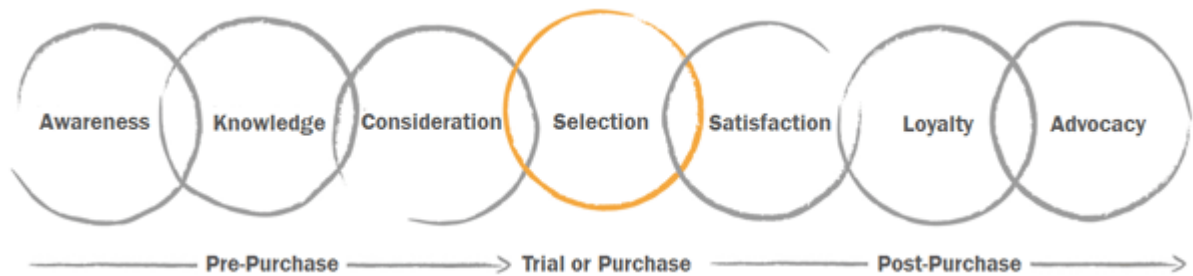 Awareness Knowledge Consideration Selection Satisfaction Loyalty Advocacy
Pre-Purchase Trial or Purchase Post-Purchase